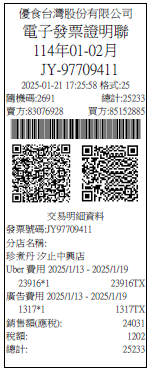 優食台灣股份有限公司
電子發票證明聯
114年01-02月
JY-97709411
2025-01-21 17:25:58 格式:25
隨機碼:2691 總計:25233
賣方:83076928 買方:85152885
交易明細資料
發票號碼:JY97709411
分店名稱:
珍煮丹 汐止中興店
Uber 費用 2025/1/13 - 2025/1/19
23916*1 23916TX
廣告費用 2025/1/13 - 2025/1/19
1317*1 1317TX
銷售額(應稅): 24031
稅額: 1202
總計: 25233